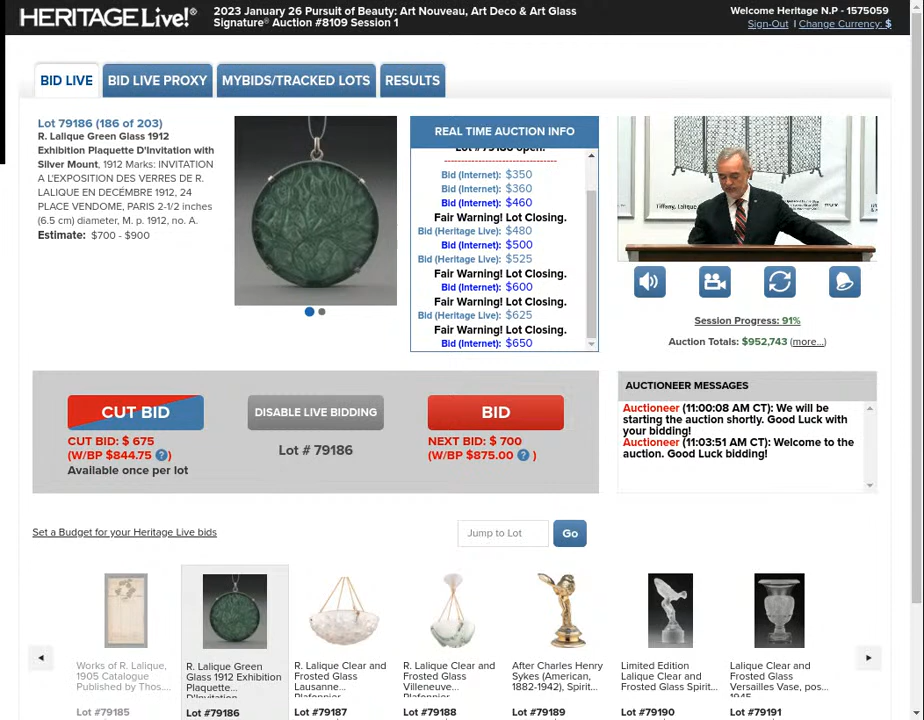 HERITAGE Live!®
2023 January 26 Pursuit of Beauty: Art Nouveau, Art Deco & Art Glass
Signature® Auction #8109 Session 1
Welcome Heritage N.P - 1575059
Sign-Out | Change Currency: $
BID LIVE
BID LIVE PROXY
MYBIDS/TRACKED LOTS
RESULTS
Lot 79186 (186 of 203)
R. Lalique Green Glass 1912
Exhibition Plaquette D'Invitation with
Silver Mount, 1912 Marks: INVITATION
A L'EXPOSITION DES VERRES DE R.
LALIQUE EN DECÉMBRE 1912, 24
PLACE VENDOME, PARIS 2-1/2 inches
(6.5 cm) diameter, M. p. 1912, no. A.
Estimate: $700 - $900
REAL TIME AUCTION INFO
Lot #79186 open!
Bid (Internet): $350
Bid (Internet): $360
Bid (Internet): $460
Fair Warning! Lot Closing.
Bid (Heritage Live): $480
Bid (Internet): $500
Bid (Heritage Live): $525
Fair Warning! Lot Closing.
Bid (Internet): $600
Fair Warning! Lot Closing.
Bid (Heritage Live): $625
Fair Warning! Lot Closing.
Bid (Internet): $650
Tiffany, Lalique
Session Progress: 91%
Auction Totals: $952,743 (more...)
CUT BID
CUT BID: $ 675
(W/BP $844.75 ?)
Available once per lot
DISABLE LIVE BIDDING
Lot # 79186
BID
NEXT BID: $ 700
(W/BP $875.00 ? )
AUCTIONEER MESSAGES
Auctioneer (11:00:08 AM CT): We will be
starting the auction shortly. Good Luck with
your bidding!
Auctioneer (11:03:51 AM CT): Welcome to the
auction. Good Luck bidding!
Set a Budget for your Heritage Live bids
Jump to Lot
Go
Works of R. Lalique,
1905 Catalogue
Published by Thos....
Lot #79185
R. Lalique Green
Glass 1912 Exhibition
Plaquette...
D'Invitation
Lot #79186
R. Lalique Clear and
Frosted Glass
Lausanne...
Plafonnier
Lot #79187
R. Lalique Clear and
Frosted Glass
Villeneuve...
Plafonnier
Lot #79188
After Charles Henry
Sykes (American,
1882-1942), Spirit...
Lot #79189
Limited Edition
Lalique Clear and
Frosted Glass Spirit...
Lot #79190
Lalique Clear and
Frosted Glass
Versailles Vase, pos...
1945
Lot #79191